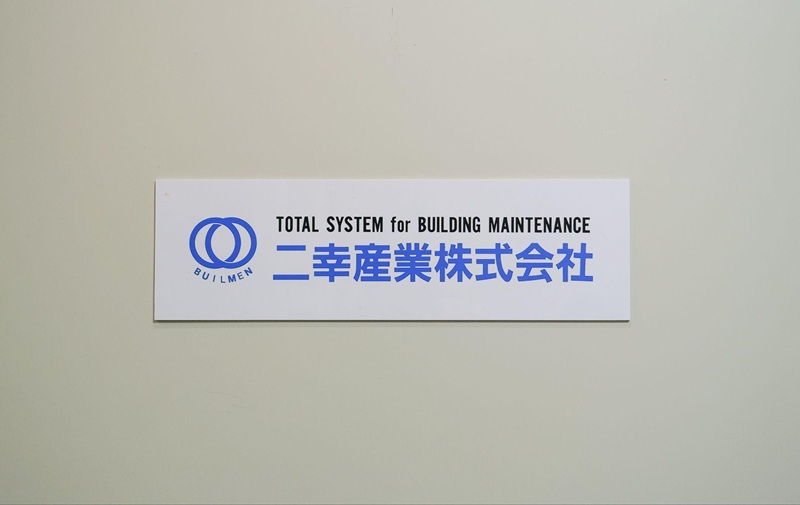 TOTAL SYSTEM for BUILDING MAINTENANCE
BUILMEN
二幸産業株式会社